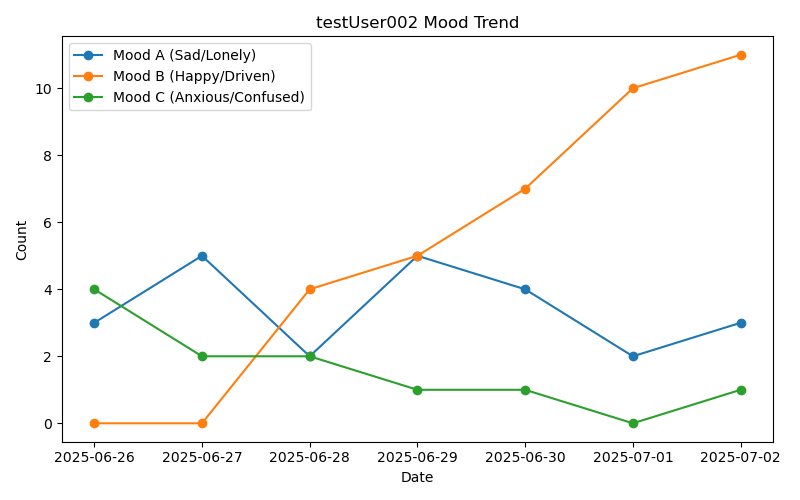 testUser002 Mood Trend
Mood A (Sad/Lonely)
Mood B (Happy/Driven)
Mood C (Anxious/Confused)
Count
10
8
6
4
2
0
2025-06-26 2025-06-27 2025-06-28 2025-06-29 2025-06-30 2025-07-01 2025-07-02
Date